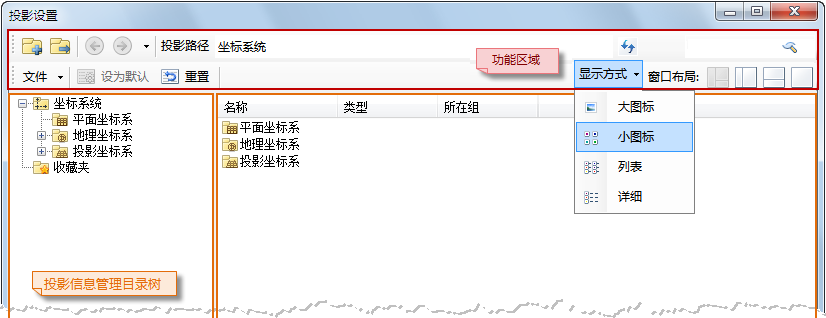 投影设置
投影路径 坐标系统
功能区域
文件 设为默认 重置 显示方式 窗口布局:
坐标系统
平面坐标系
地理坐标系
投影坐标系
收藏夹
投影信息管理目录树
名称 类型 所在组
平面坐标系
地理坐标系
投影坐标系
大图标
小图标
列表
详细